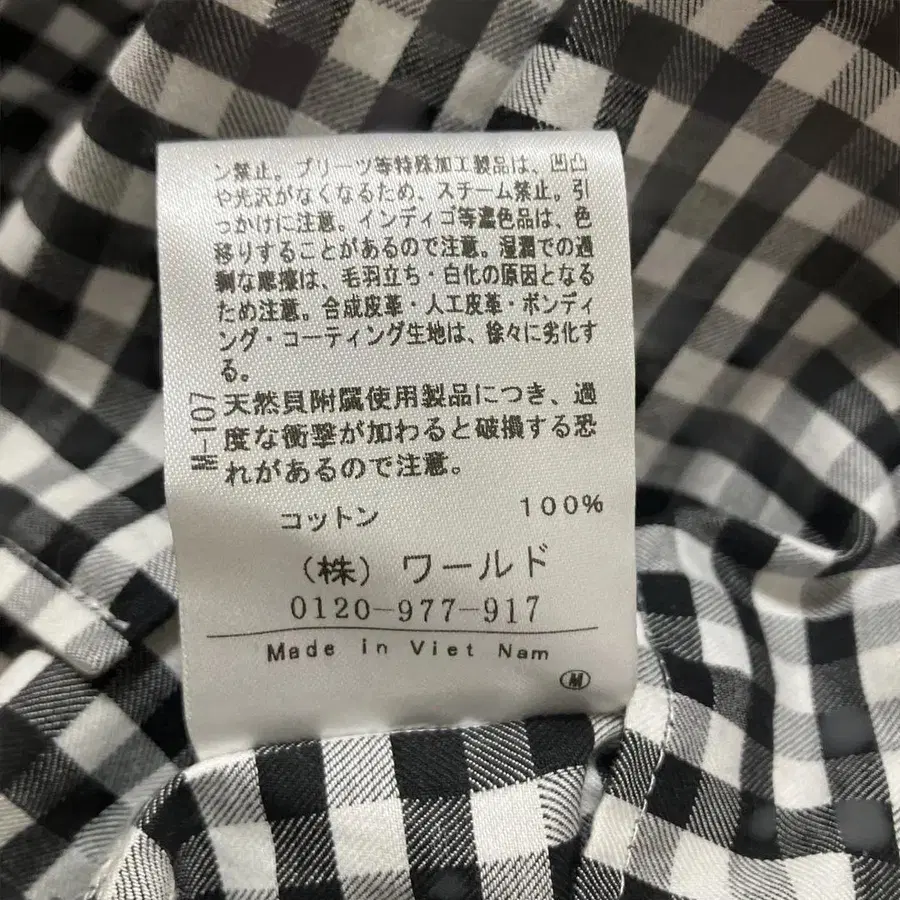 ン禁止。プリーツ等特殊加工製品は、凹凸
や光沢がなくなるため、スチーム禁止。引
っかけに注意。インディゴ等濃色品は、色
移りすることがあるので注意。湿潤での過
剰な摩擦は、毛羽立ち・白化の原因となる
ため注意。合成皮革・人工皮革・ボンディ
ング・コーティング生地は、徐々に劣化す
る。
M-107
天然貝附属使用製品につき、過
度な衝撃が加わると破損する恐
れがあるので注意。
コットン 100%
(株) ワールド
0120-977-917
Made in Viet Nam
M